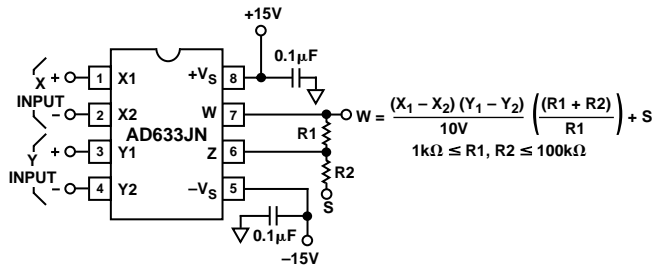 +15V
0.1μF
X
INPUT
+
–
1 X1
+VS 8
2 X2
W 7
AD633JN
Y
INPUT
+
–
3 Y1
Z 6
4 Y2
–VS 5
R1
R2
S
0.1μF
–15V
W = (X1 – X2) (Y1 – Y2) / 10V ((R1 + R2) / R1) + S
1kΩ ≤ R1, R2 ≤ 100kΩ